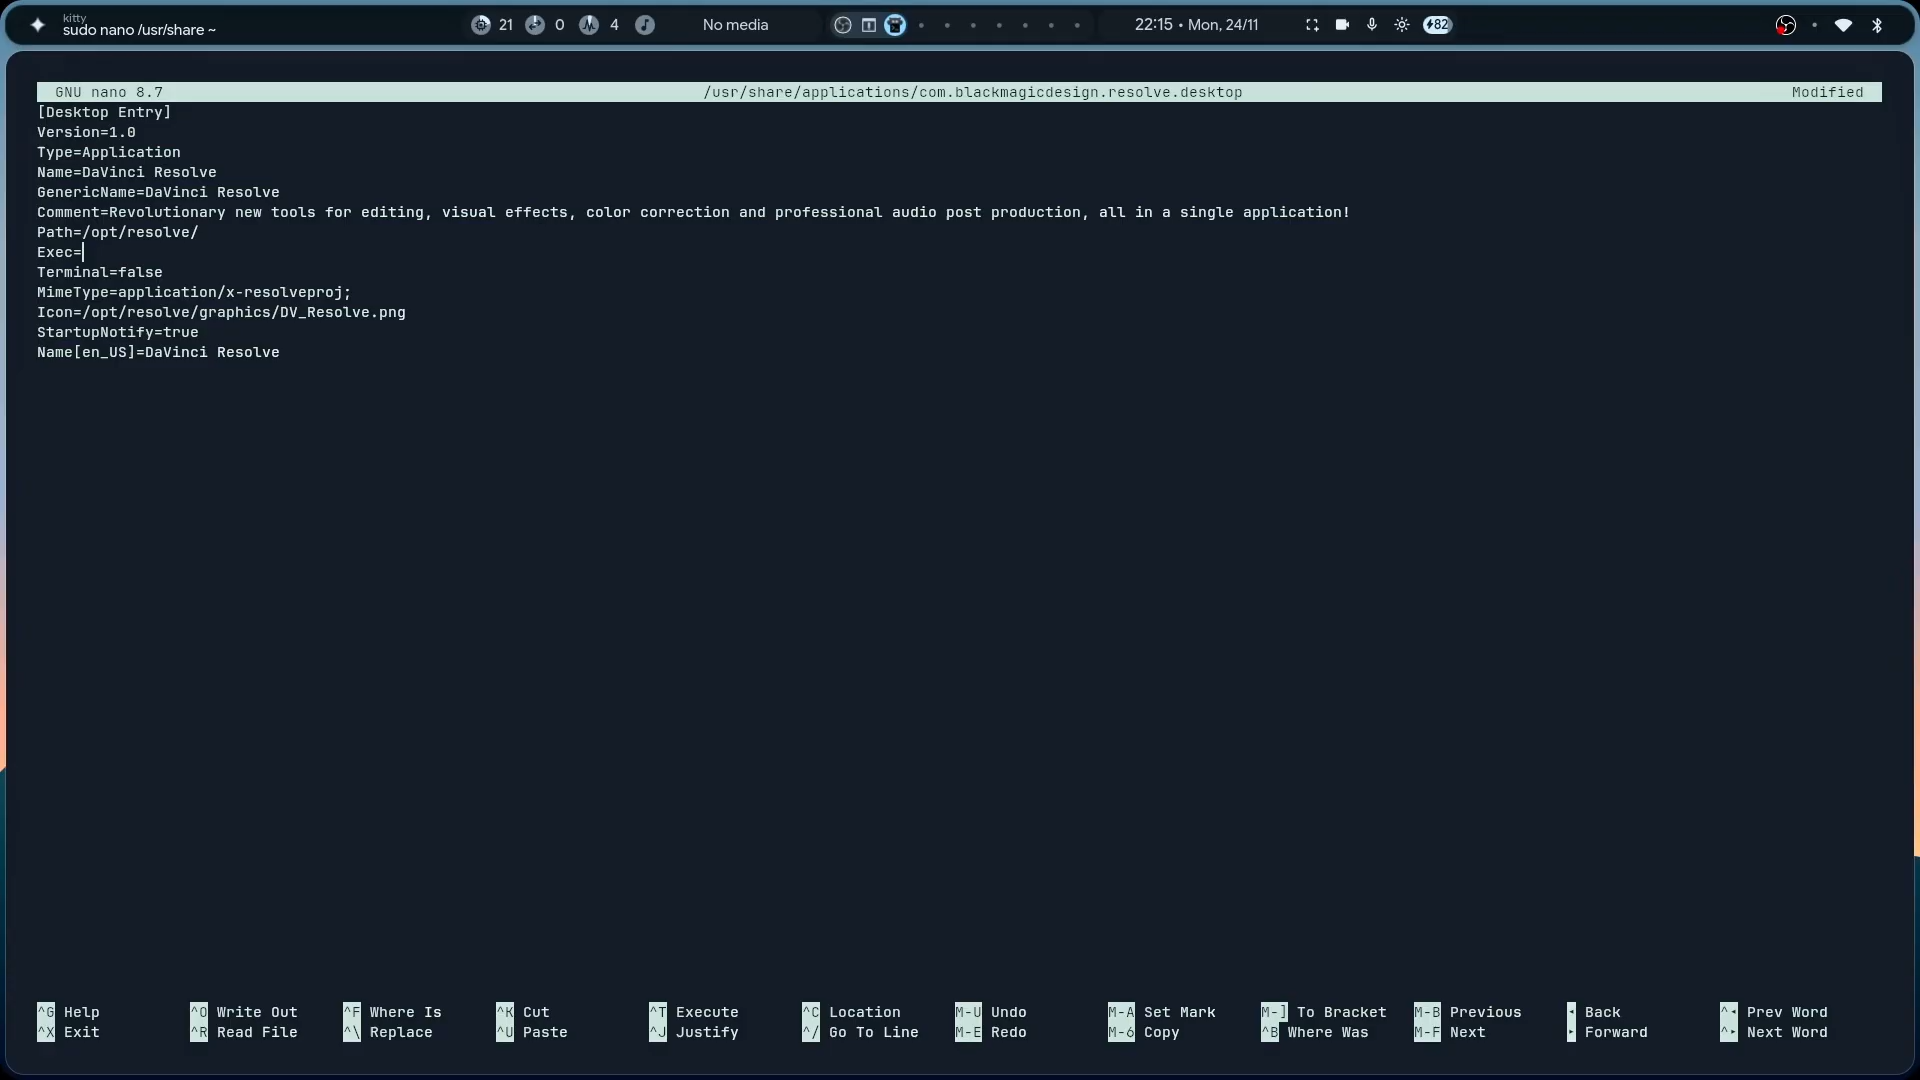 kitty
sudo nano /usr/share ~
21 0 4 No media 22:15 • Mon, 24/11 82
GNU nano 8.7 /usr/share/applications/com.blackmagicdesign.resolve.desktop Modified
[Desktop Entry]
Version=1.0
Type=Application
Name=DaVinci Resolve
GenericName=DaVinci Resolve
Comment=Revolutionary new tools for editing, visual effects, color correction and professional audio post production, all in a single application!
Path=/opt/resolve/
Exec=
Terminal=false
MimeType=application/x-resolveproj;
Icon=/opt/resolve/graphics/DV_Resolve.png
StartupNotify=true
Name[en_US]=DaVinci Resolve
^G Help ^O Write Out ^F Where Is ^K Cut ^T Execute ^C Location M-U Undo M-A Set Mark M-] To Bracket M-B Previous ◂ Back ^◂ Prev Word
^X Exit ^R Read File ^\ Replace ^U Paste ^J Justify ^/ Go To Line M-E Redo M-6 Copy ^B Where Was M-F Next ▸ Forward ^▸ Next Word